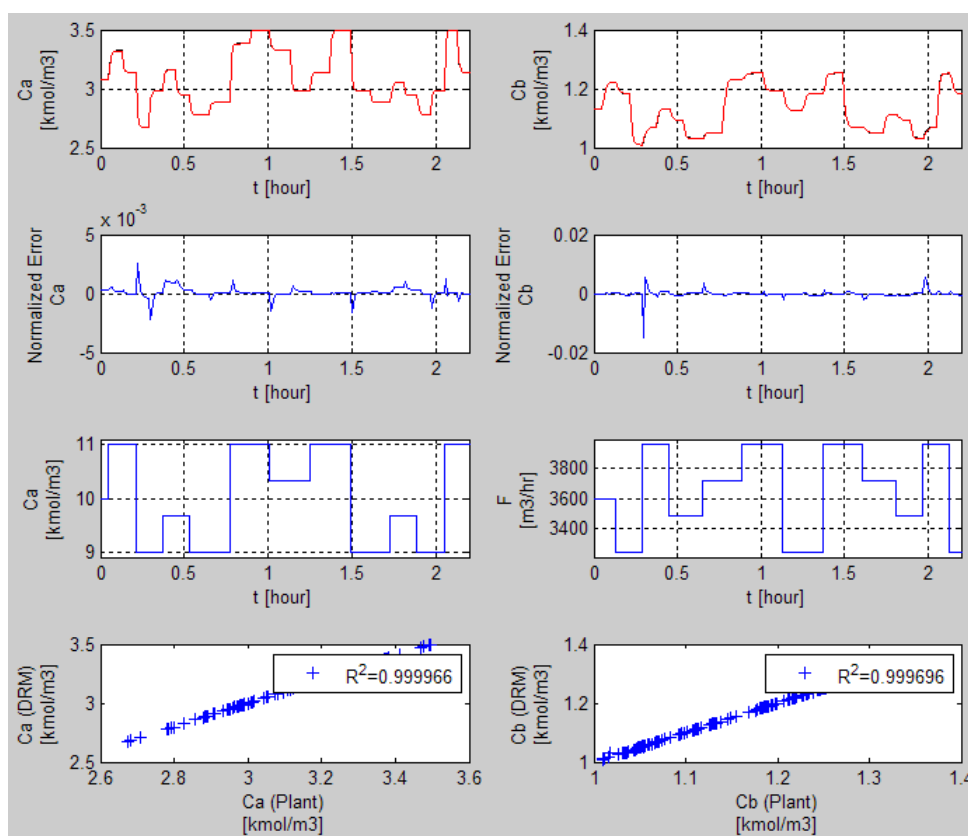 3.5
3
2.5
Ca
[kmol/m3]
0 0.5 1 1.5 2
t [hour]
1.4
1.2
1
Cb
[kmol/m3]
0 0.5 1 1.5 2
t [hour]
x 10-3
5
0
-5
Normalized Error
Ca
0 0.5 1 1.5 2
t [hour]
0.02
0
-0.02
Normalized Error
Cb
0 0.5 1 1.5 2
t [hour]
11
10
9
Ca
[kmol/m3]
0 0.5 1 1.5 2
t [hour]
3800
3600
3400
F
[m3/hr]
0 0.5 1 1.5 2
t [hour]
3.5
3
2.5
Ca (DRM)
[kmol/m3]
R2=0.999966
2.6 2.8 3 3.2 3.4 3.6
Ca (Plant)
[kmol/m3]
1.4
1.2
1
Cb (DRM)
[kmol/m3]
R2=0.999696
1 1.1 1.2 1.3 1.4
Cb (Plant)
[kmol/m3]